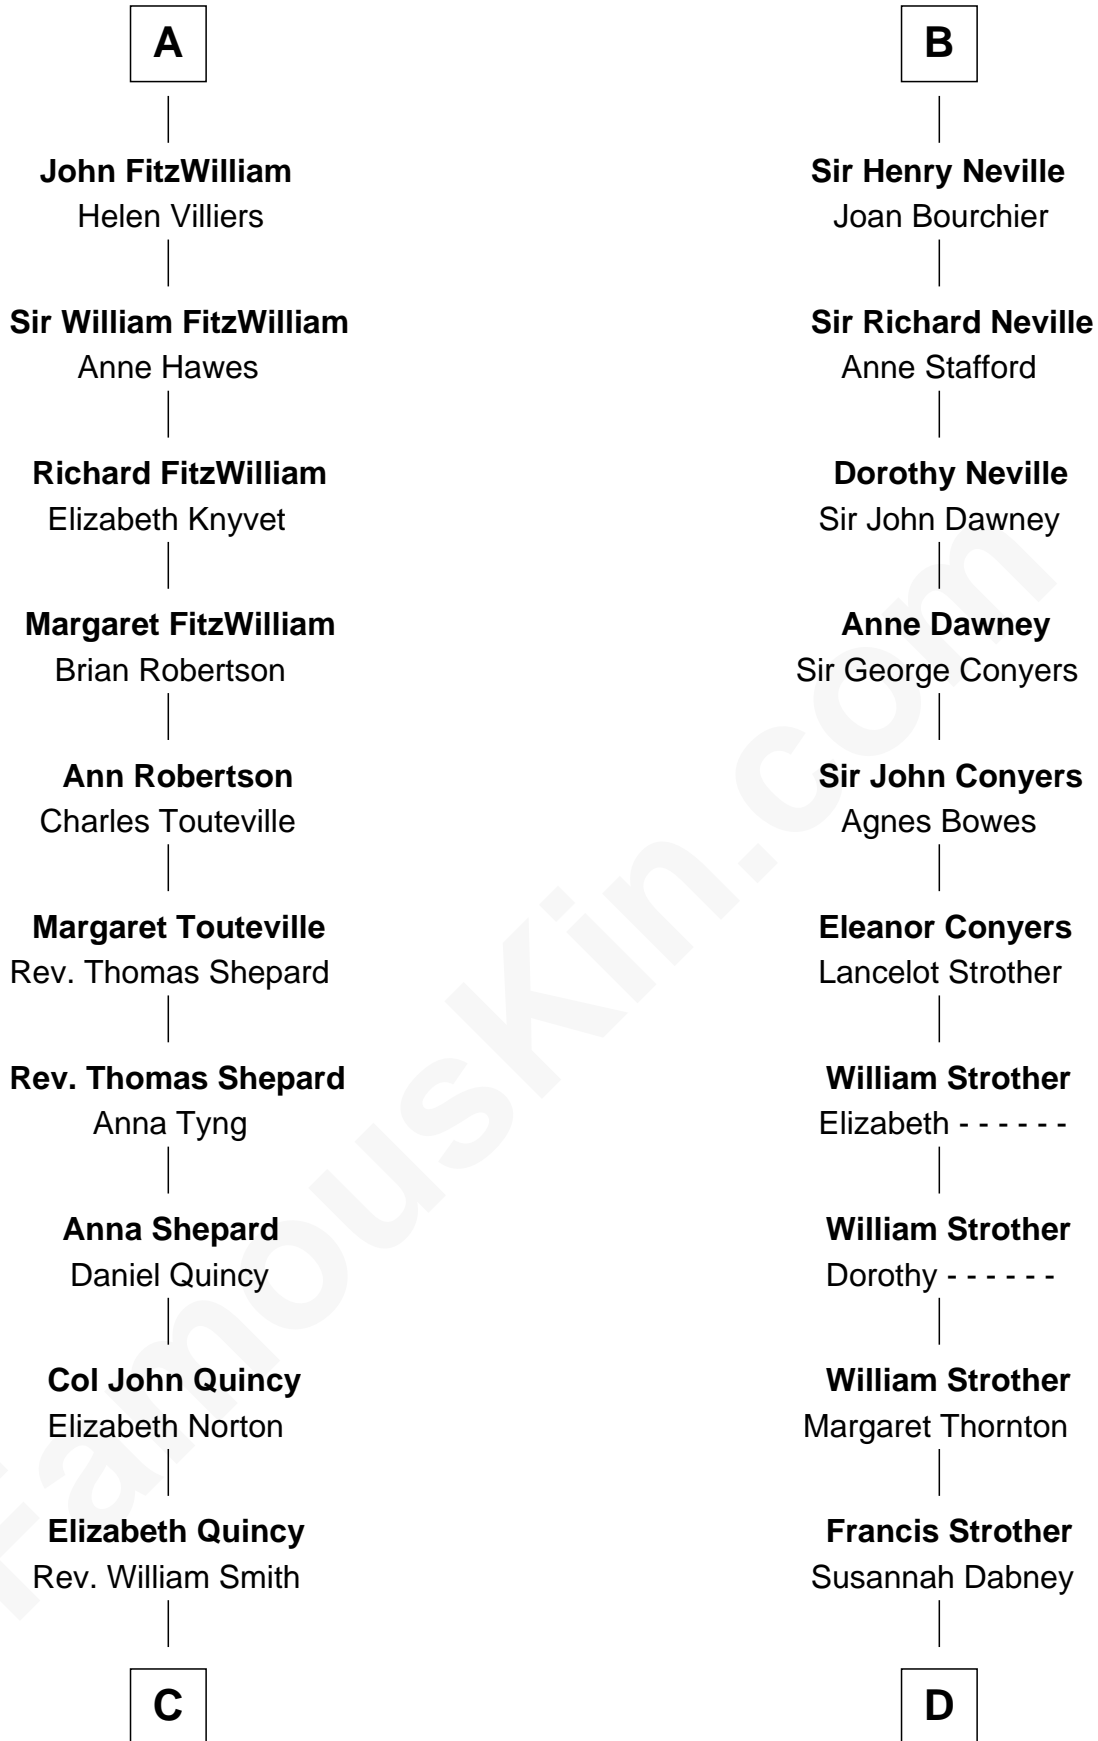 A
John FitzWilliam
Helen Villiers
Sir William FitzWilliam
Anne Hawes
Richard FitzWilliam
Elizabeth Knyvet
Margaret FitzWilliam
Brian Robertson
Ann Robertson
Charles Touteville
Margaret Touteville
Rev. Thomas Shepard
Rev. Thomas Shepard
Anna Tyng
Anna Shepard
Daniel Quincy
Col John Quincy
Elizabeth Norton
Elizabeth Quincy
Rev. William Smith
C
B
Sir Henry Neville
Joan Bourchier
Sir Richard Neville
Anne Stafford
Dorothy Neville
Sir John Dawney
Anne Dawney
Sir George Conyers
Sir John Conyers
Agnes Bowes
Eleanor Conyers
Lancelot Strother
William Strother
Elizabeth - - - - - -
William Strother
Dorothy - - - - - -
William Strother
Margaret Thornton
Francis Strother
Susannah Dabney
D
FamousKin.com